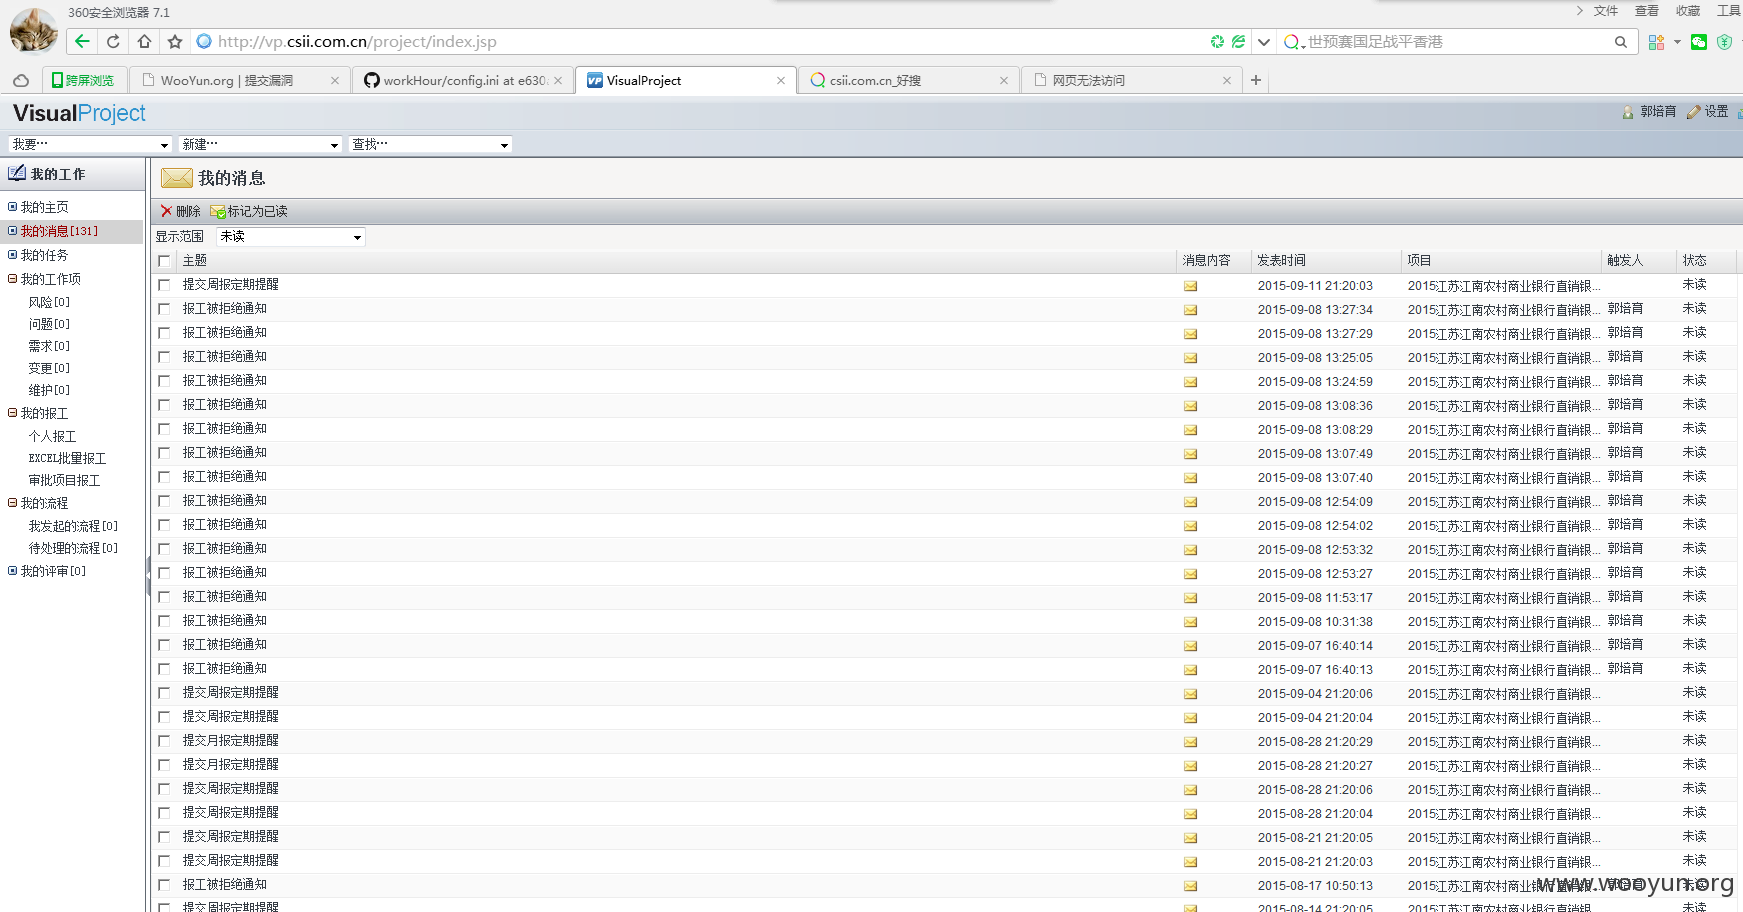 360安全浏览器 7.1
文件 查看 收藏 工具
http://vp.csii.com.cn/project/index.jsp
世预赛国足战平香港
跨屏浏览
WooYun.org | 提交漏洞
workHour/config.ini at e630
VisualProject
csii.com.cn_好搜
网页无法访问
VisualProject
郭培育 设置
我要…
新建…
查找…
我的工作
我的主页
我的消息[131]
我的任务
我的工作项
风险[0]
问题[0]
需求[0]
变更[0]
维护[0]
我的报工
个人报工
EXCEL批量报工
审批项目报工
我的流程
我发起的流程[0]
待处理的流程[0]
我的评审[0]
我的消息
删除 标记为已读
显示范围 未读
主题 消息内容 发表时间 项目 触发人 状态
提交周报定期提醒 2015-09-11 21:20:03 2015江苏江南农村商业银行直销银... 未读
报工被拒绝通知 2015-09-08 13:27:34 2015江苏江南农村商业银行直销银... 郭培育 未读
报工被拒绝通知 2015-09-08 13:27:29 2015江苏江南农村商业银行直销银... 郭培育 未读
报工被拒绝通知 2015-09-08 13:25:05 2015江苏江南农村商业银行直销银... 郭培育 未读
报工被拒绝通知 2015-09-08 13:24:59 2015江苏江南农村商业银行直销银... 郭培育 未读
报工被拒绝通知 2015-09-08 13:08:36 2015江苏江南农村商业银行直销银... 郭培育 未读
报工被拒绝通知 2015-09-08 13:08:29 2015江苏江南农村商业银行直销银... 郭培育 未读
报工被拒绝通知 2015-09-08 13:07:49 2015江苏江南农村商业银行直销银... 郭培育 未读
报工被拒绝通知 2015-09-08 13:07:40 2015江苏江南农村商业银行直销银... 郭培育 未读
报工被拒绝通知 2015-09-08 12:54:09 2015江苏江南农村商业银行直销银... 郭培育 未读
报工被拒绝通知 2015-09-08 12:54:02 2015江苏江南农村商业银行直销银... 郭培育 未读
报工被拒绝通知 2015-09-08 12:53:32 2015江苏江南农村商业银行直销银... 郭培育 未读
报工被拒绝通知 2015-09-08 12:53:27 2015江苏江南农村商业银行直销银... 郭培育 未读
报工被拒绝通知 2015-09-08 11:53:17 2015江苏江南农村商业银行直销银... 郭培育 未读
报工被拒绝通知 2015-09-08 10:31:38 2015江苏江南农村商业银行直销银... 郭培育 未读
报工被拒绝通知 2015-09-07 16:40:14 2015江苏江南农村商业银行直销银... 郭培育 未读
报工被拒绝通知 2015-09-07 16:40:13 2015江苏江南农村商业银行直销银... 郭培育 未读
提交周报定期提醒 2015-09-04 21:20:06 2015江苏江南农村商业银行直销银... 未读
提交周报定期提醒 2015-09-04 21:20:04 2015江苏江南农村商业银行直销银... 未读
提交月报定期提醒 2015-08-28 21:20:29 2015江苏江南农村商业银行直销银... 未读
提交月报定期提醒 2015-08-28 21:20:27 2015江苏江南农村商业银行直销银... 未读
提交周报定期提醒 2015-08-28 21:20:06 2015江苏江南农村商业银行直销银... 未读
提交周报定期提醒 2015-08-28 21:20:04 2015江苏江南农村商业银行直销银... 未读
提交周报定期提醒 2015-08-21 21:20:05 2015江苏江南农村商业银行直销银... 未读
提交周报定期提醒 2015-08-21 21:20:03 2015江苏江南农村商业银行直销银... 未读
报工被拒绝通知 2015-08-17 10:50:13 2015江苏江南农村商业银行直销银... 郭培育 未读
提交周报定期提醒 2015-08-14 21:20:05 2015江苏江南农村商业银行直销银... 未读
www.wooyun.org